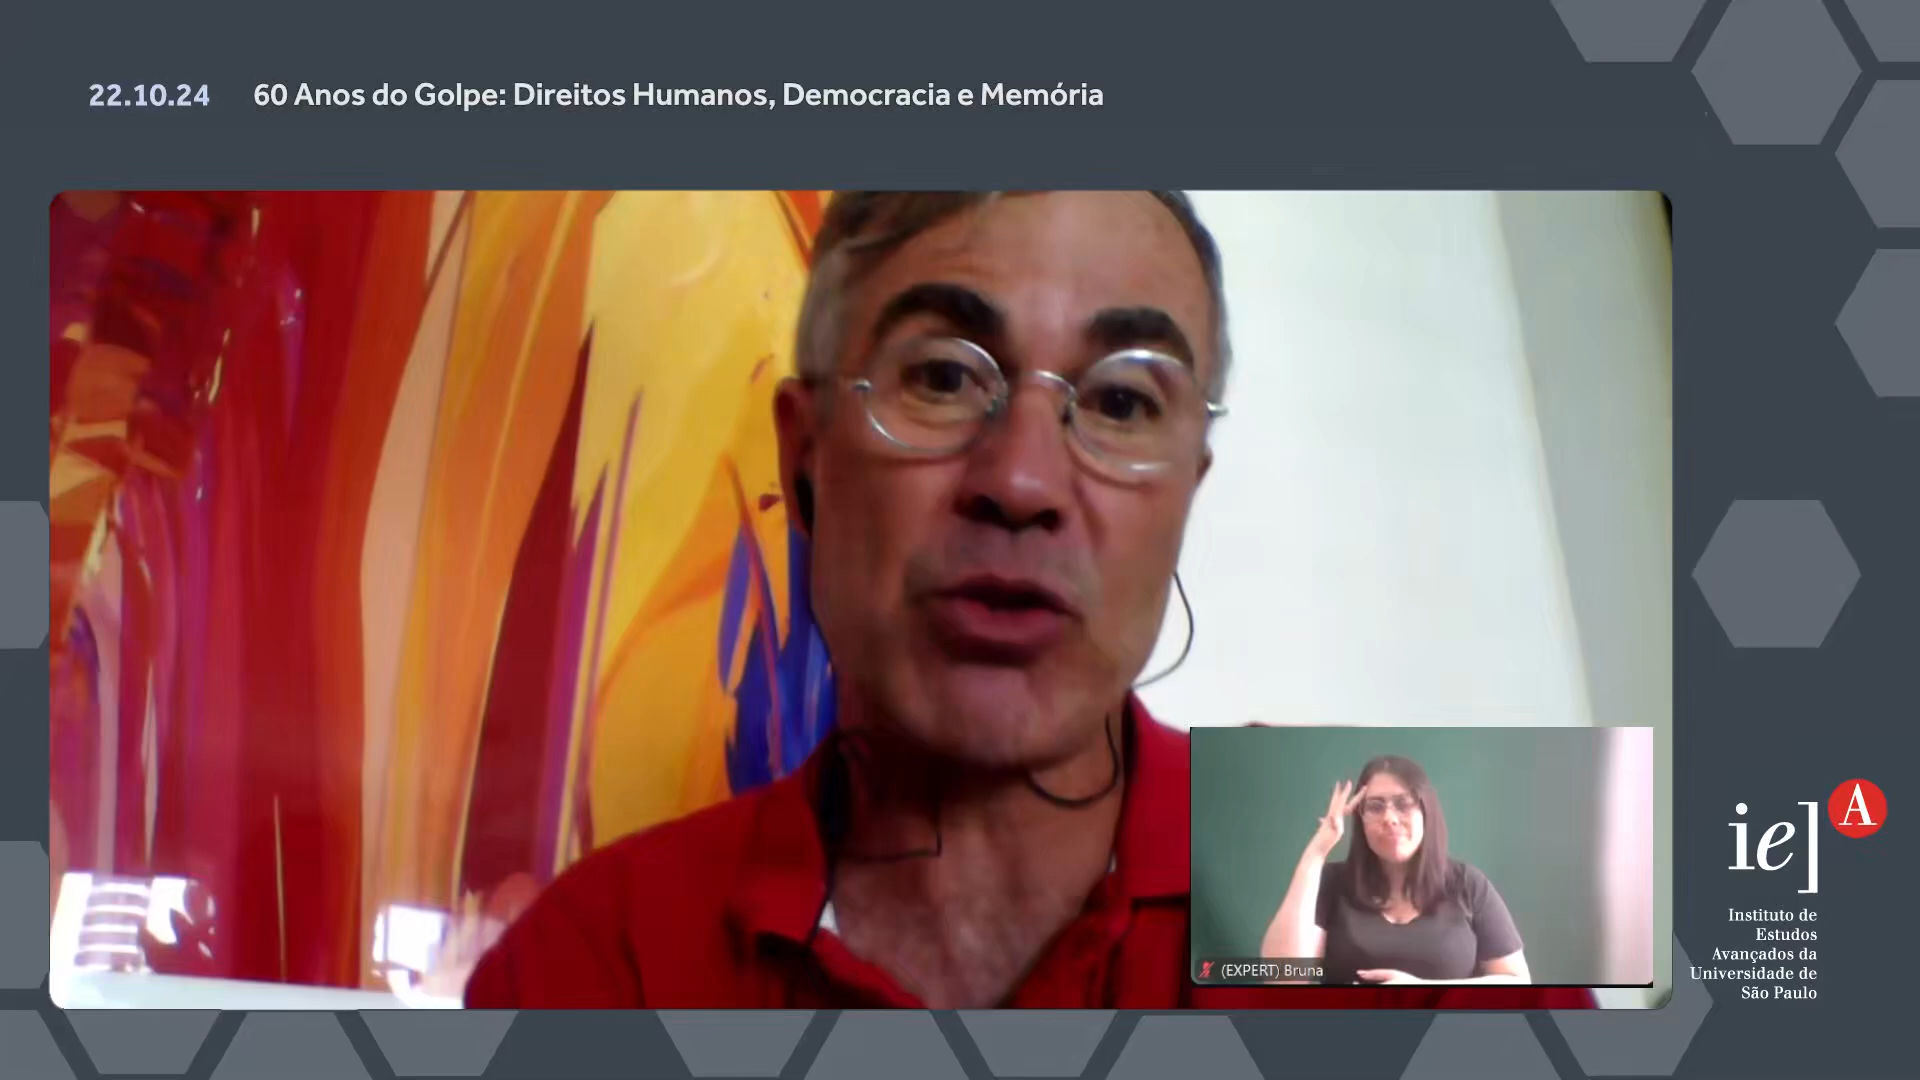 22.10.24 60 Anos do Golpe: Direitos Humanos, Democracia e Memória
(EXPERT) Bruna
ie] A
Instituto de
Estudos
Avançados da
Universidade de
São Paulo